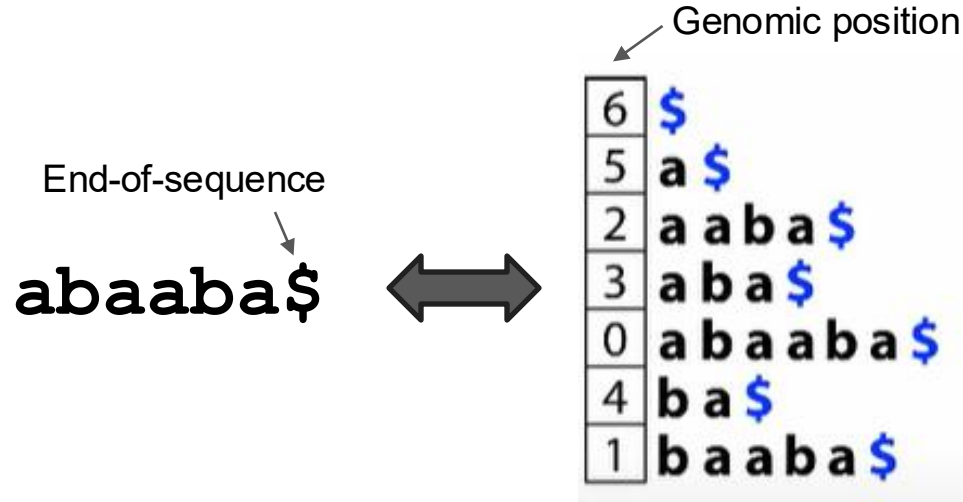 Genomic position
End-of-sequence
abaaba$
6 $
5 a $
2 a a b a $
3 a b a $
0 a b a a b a $
4 b a $
1 b a a b a $